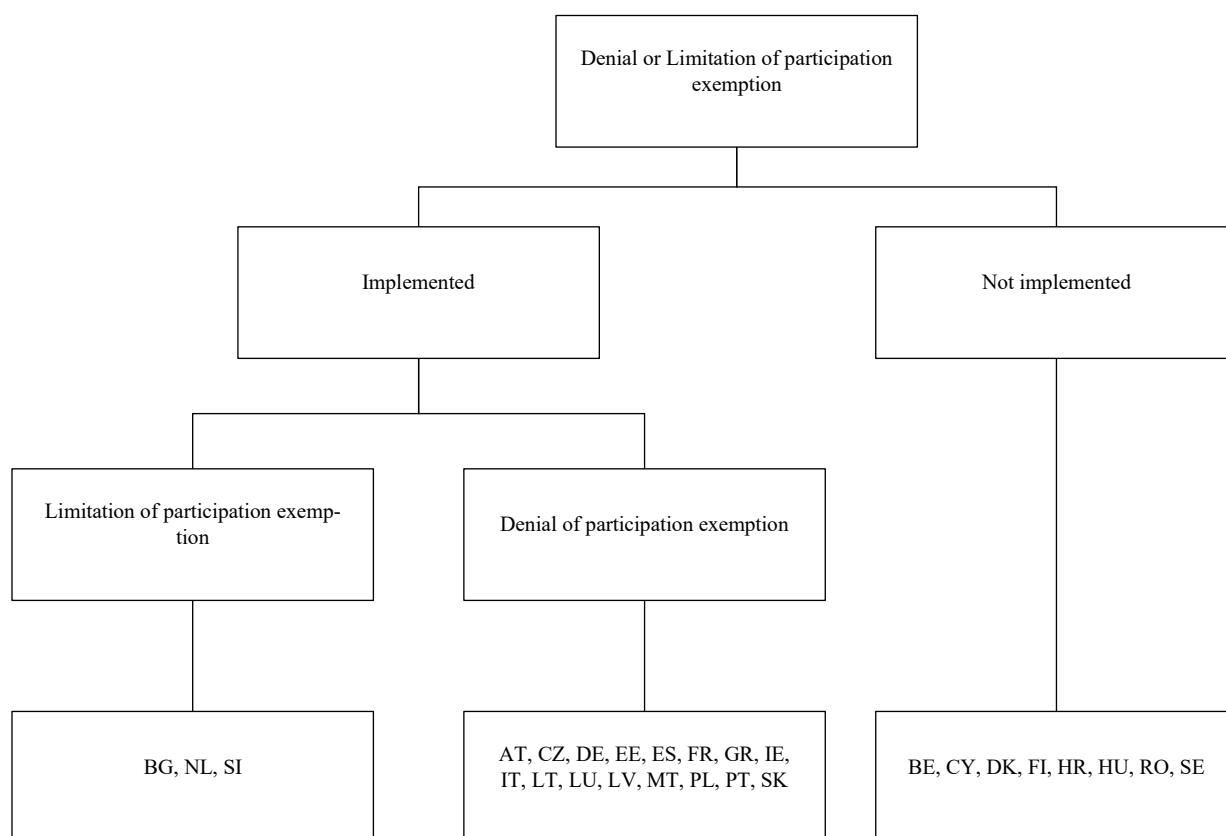 Denial or Limitation of participation
exemption
Implemented
Not implemented
Limitation of participation exemp-
tion
Denial of participation exemption
BG, NL, SI
AT, CZ, DE, EE, ES, FR, GR, IE,
IT, LT, LU, LV, MT, PL, PT, SK
BE, CY, DK, FI, HR, HU, RO, SE